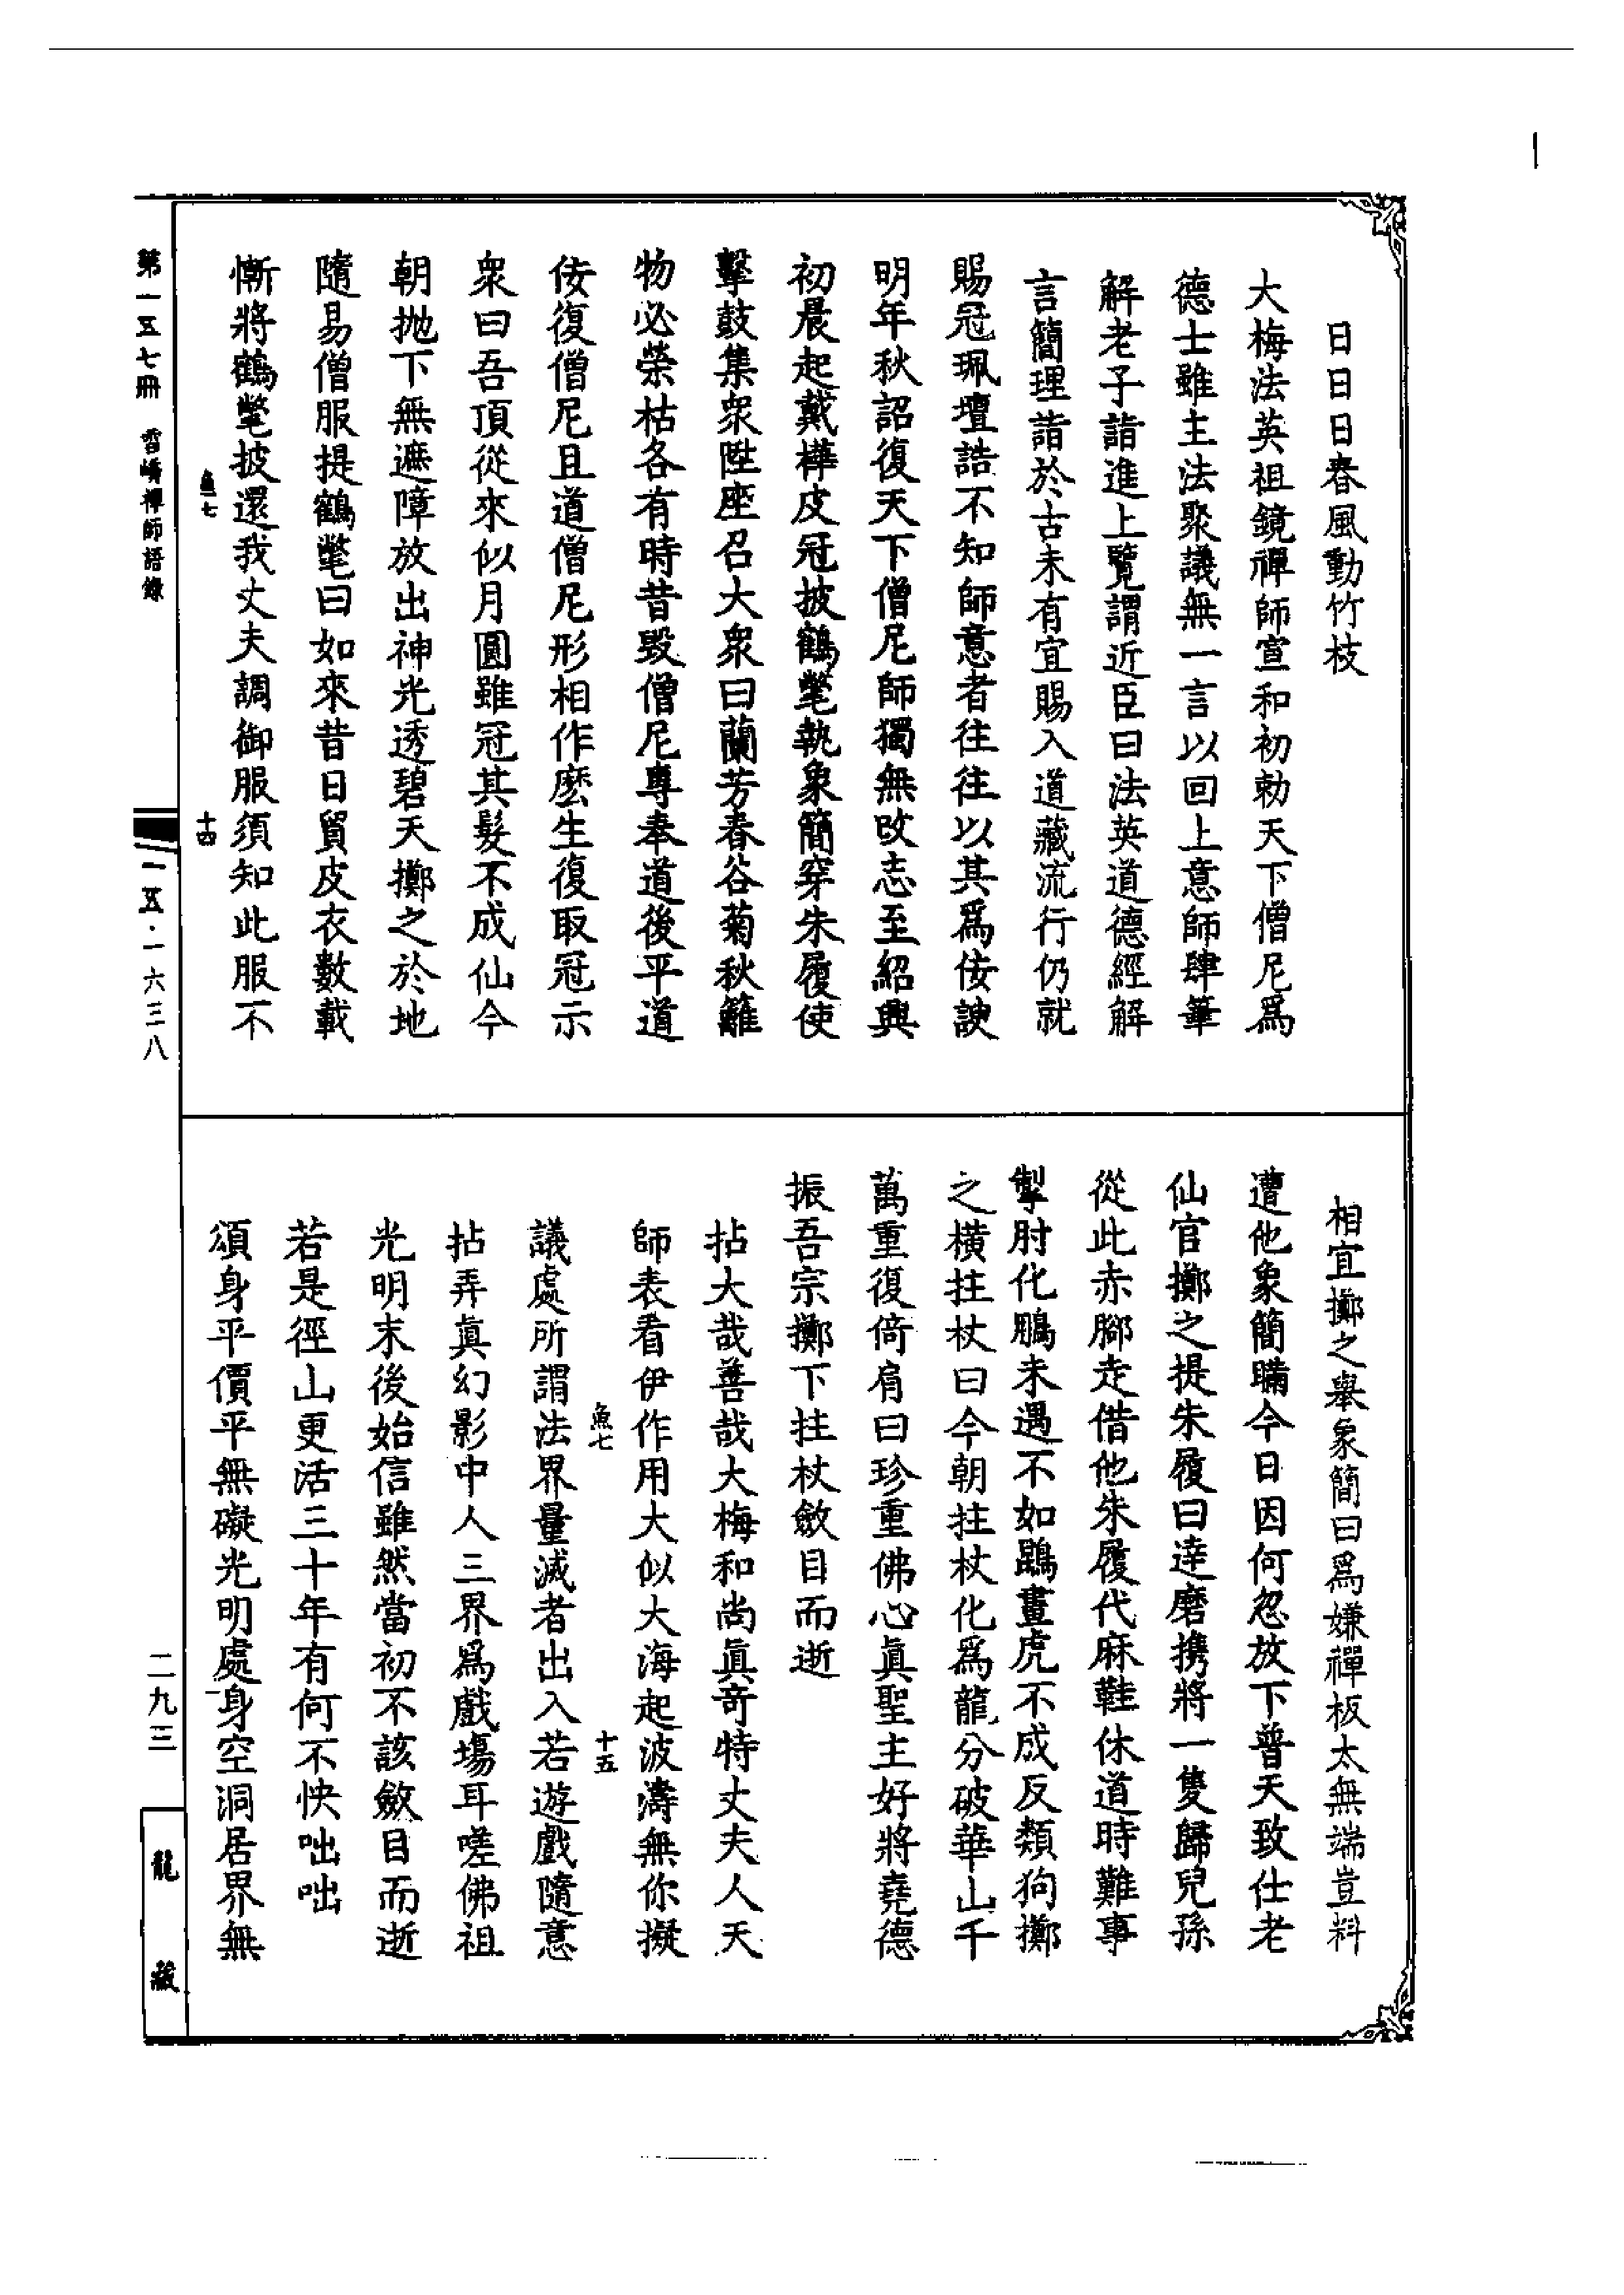 日日日春風動竹枝
大梅法英祖鏡禪師宣和初勅天下僧尼爲
德士雖主法聚議無一言以回上意師肆筆
解老子詣進上覽謂近臣曰法英道德經解
言簡理詣於古未有宜賜入道藏流行仍就
賜冠珮壇誥不知師意者往往以其爲侫諛
明年秋詔復天下僧尼師獨無改志至紹興
初晨起戴樺皮冠披鶴氅執象簡穿朱履使
擊鼓集衆陞座召大衆曰蘭芳春谷菊秋籬
物必榮枯各有時昔毀僧尼專奉道後平道
侫復僧尼且道僧尼形相作麽生復取冠示
衆曰吾頂從來似月圓雖冠其髮不成仙今
朝抛下無遮障放出神光透碧天擲之於地
隨易僧服提鶴氅曰如來昔日貿皮衣數載
慚將鶴氅披還我丈夫調御服須知此服不
相宜擲之舉象簡曰爲嫌禪板太無端豈料
遭他象簡瞞今日因何忽放下普天致仕老
仙官擲之提朱履曰達磨携將一隻歸兒孫
從此赤脚走借他朱履代麻鞋休道時難事
掣肘化鵬未遇不如鵾畫虎不成反類狗擲
之橫拄杖曰今朝拄杖化爲龍分破華山千
萬重復倚肩曰珍重佛心眞聖主好將堯德
振吾宗擲下拄杖斂目而逝
拈大哉善哉大梅和尚眞奇特丈夫人天
師表看伊作用大似大海起波濤無你擬
議處所謂法界量滅者出入若遊戲隨意
拈弄眞幻影中人三界爲戲塲耳嗟佛祖
光明末後始信雖然當初不該斂目而逝
若是徑山更活三十年有何不快咄咄
頌身平價平無礙光明處身空洞居界無
第一五七冊 雪嶠禪師語錄
魚七 十四
一五·一六三八
魚七 十五
二九三
龍藏